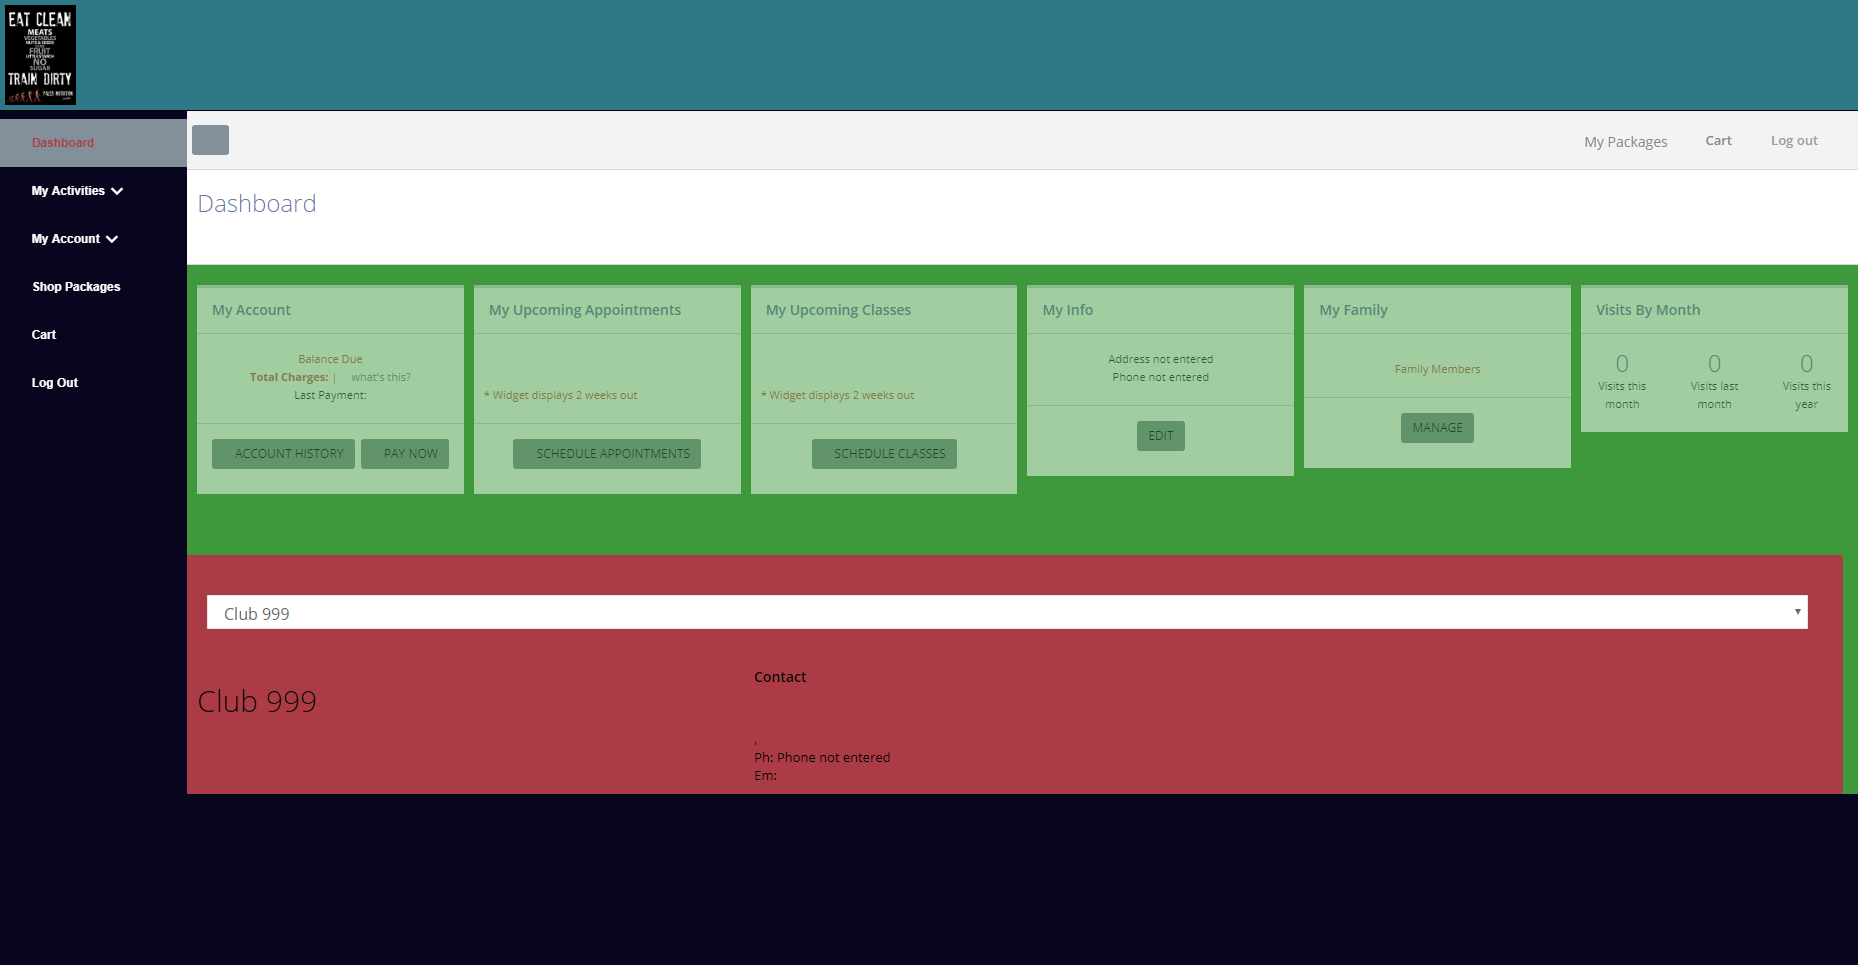 EAT CLEAN
MEATS
VEGETABLES
NUTS & SEEDS
FRUIT
LITTLE STARCH
NO
SUGAR
TRAIN DIRTY
Dashboard
My Activities
My Account
Shop Packages
Cart
Log Out
My Packages
Cart
Log out
Dashboard
My Account
Balance Due
Total Charges: | what's this?
Last Payment:
ACCOUNT HISTORY
PAY NOW
My Upcoming Appointments
* Widget displays 2 weeks out
SCHEDULE APPOINTMENTS
My Upcoming Classes
* Widget displays 2 weeks out
SCHEDULE CLASSES
My Info
Address not entered
Phone not entered
EDIT
My Family
Family Members
MANAGE
Visits By Month
0
Visits this
month
0
Visits last
month
0
Visits this
year
Club 999
Club 999
Contact
,
Ph: Phone not entered
Em: